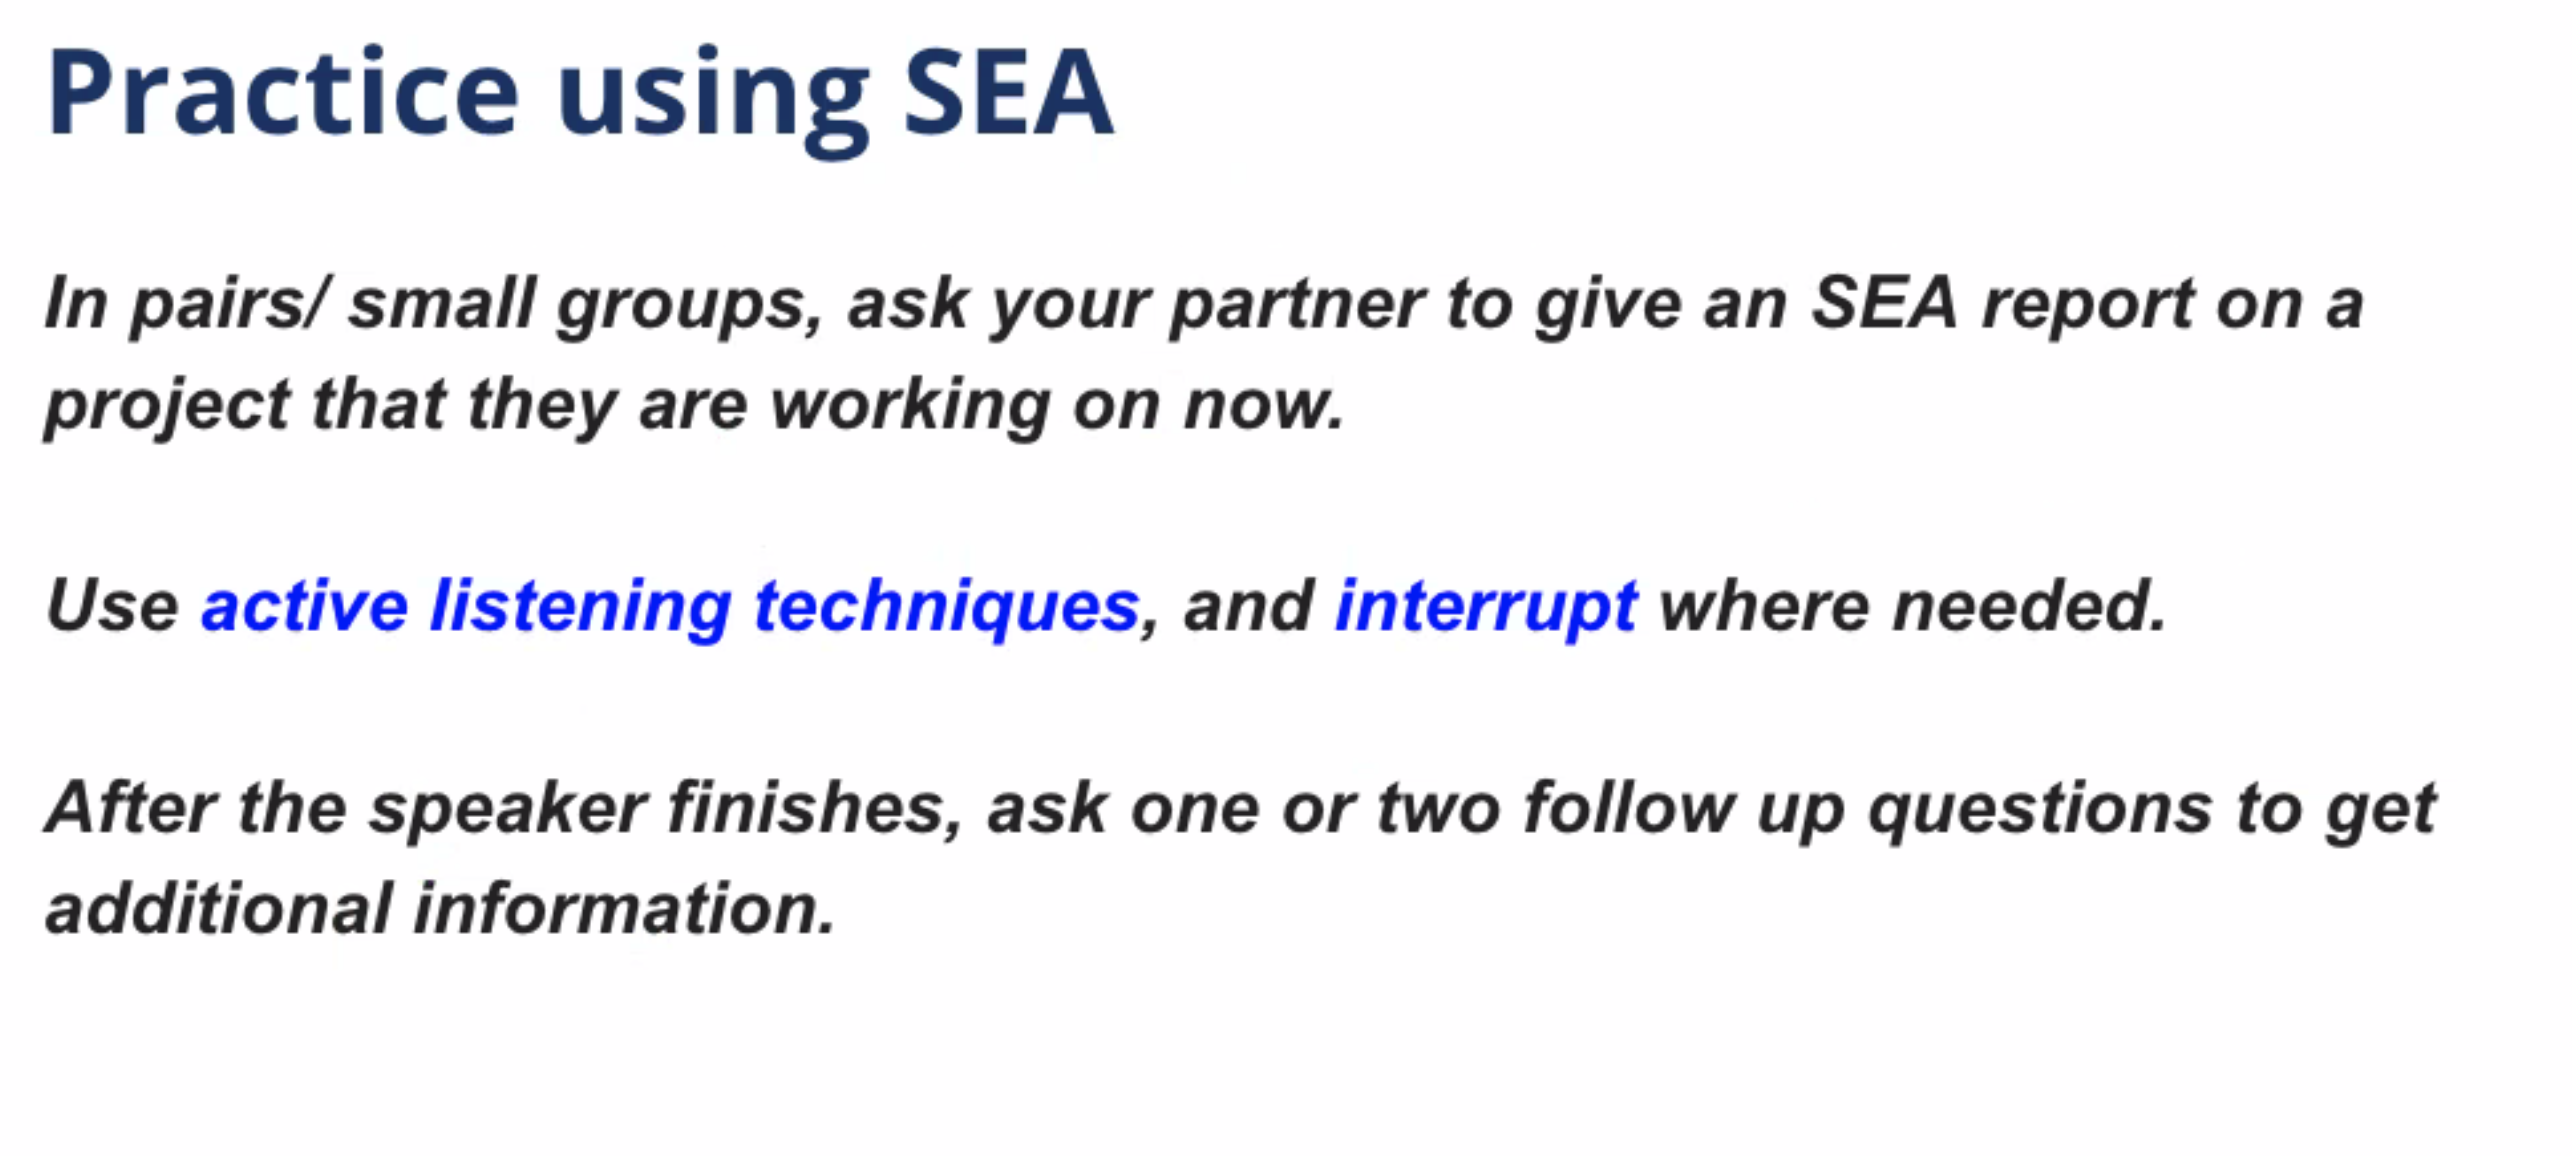 Practice using SEA
In pairs/ small groups, ask your partner to give an SEA report on a
project that they are working on now.
Use active listening techniques, and interrupt where needed.
After the speaker finishes, ask one or two follow up questions to get
additional information.